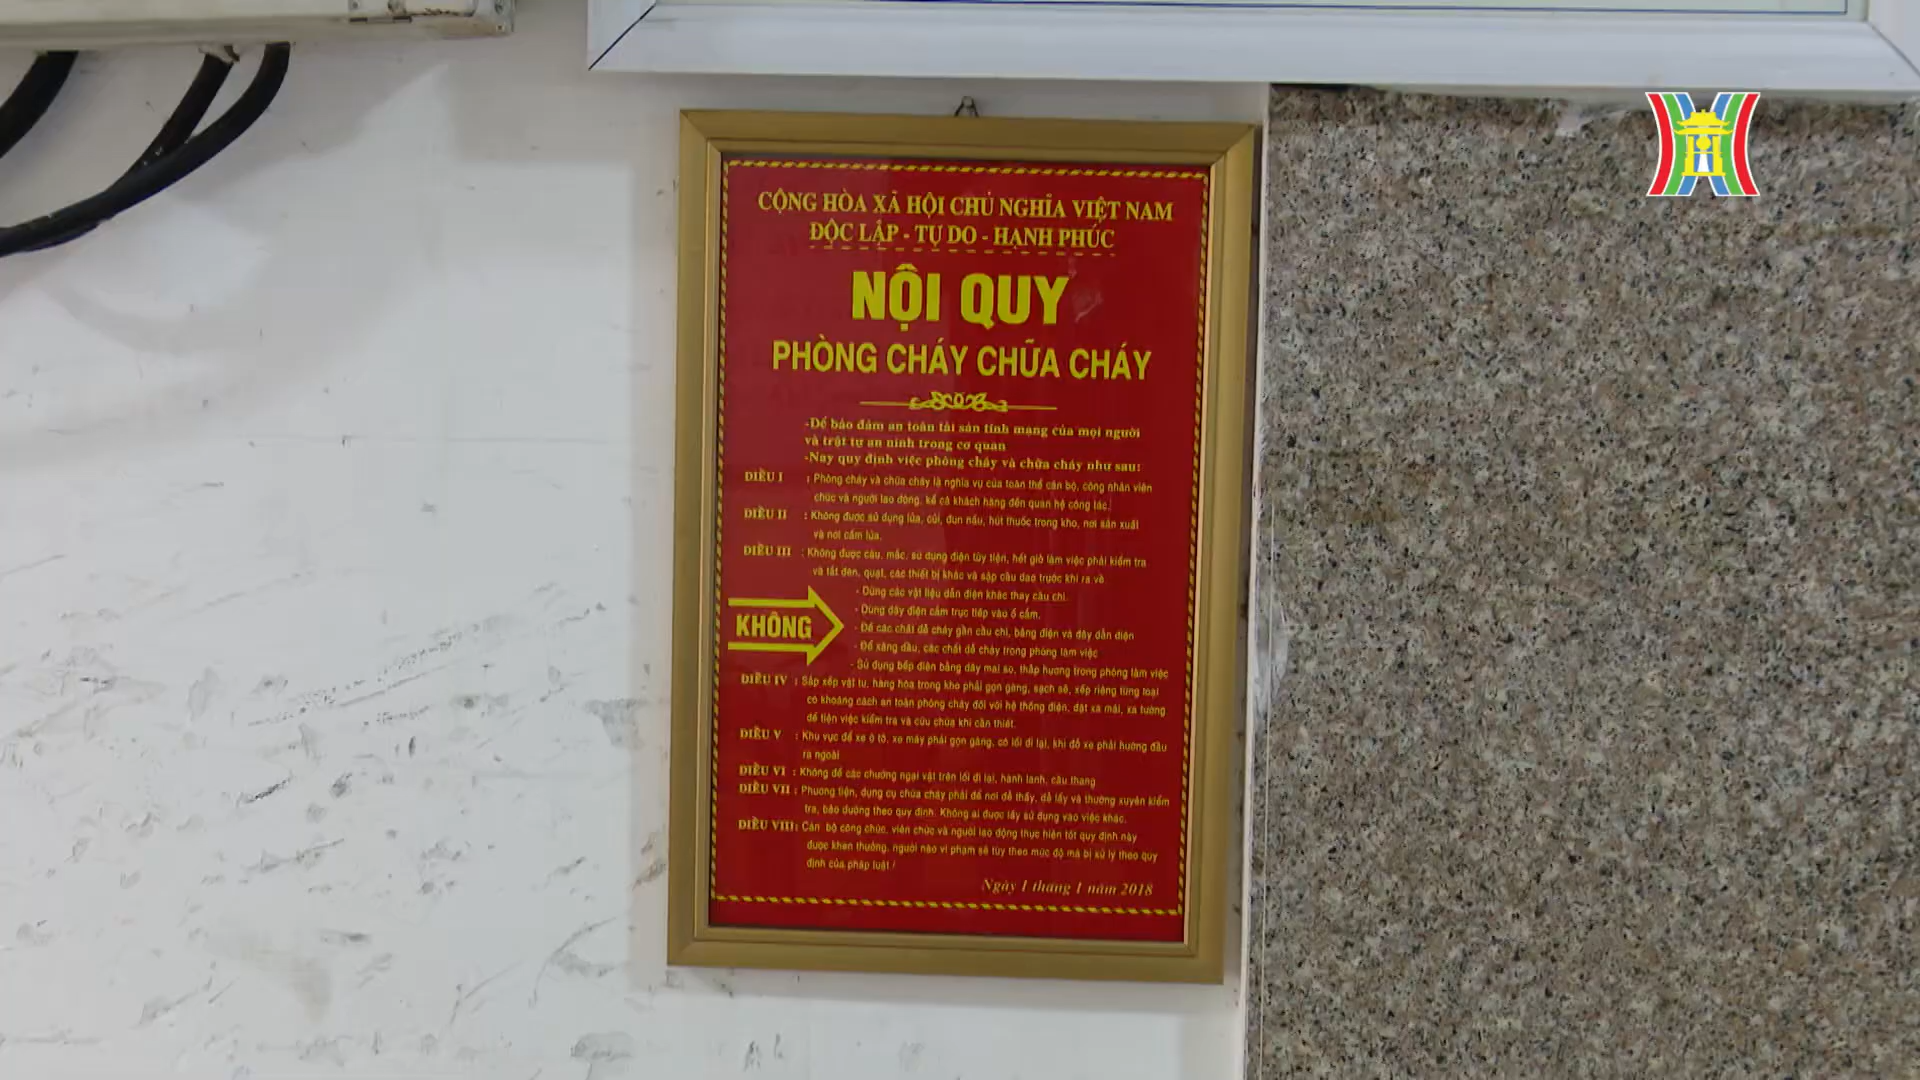 CỘNG HÒA XÃ HỘI CHỦ NGHĨA VIỆT NAM
ĐỘC LẬP - TỰ DO - HẠNH PHÚC
NỘI QUY
PHÒNG CHÁY CHỮA CHÁY
-Để bảo đảm an toàn tài sản tính mạng của mọi người
và trật tự an ninh trong cơ quan
-Nay quy định việc phòng cháy và chữa cháy như sau:
ĐIỀU I : Phòng cháy và chữa cháy là nghĩa vụ của toàn thể cán bộ, công nhân viên
chức và người lao động, kể cả khách hàng đến quan hệ công tác.
ĐIỀU II : Không được sử dụng lửa, củi, đun nấu, hút thuốc trong kho, nơi sản xuất
và nơi cấm lửa.
ĐIỀU III : Không được câu, mắc, sử dụng điện tùy tiện, hết giờ làm việc phải kiểm tra
và tắt đèn, quạt, các thiết bị khác và sập cầu dao trước khi ra về
KHÔNG
- Dùng các vật liệu dẫn điện khác thay cầu chì.
- Dùng dây điện cắm trực tiếp vào ổ cắm.
- Để các chất dễ cháy gần cầu chì, bảng điện và dây dẫn điện
- Để xăng dầu, các chất dễ cháy trong phòng làm việc
- Sử dụng bếp điện bằng dây mai so, thắp hương trong phòng làm việc
ĐIỀU IV : Sắp xếp vật tư, hàng hóa trong kho phải gọn gàng, sạch sẽ, xếp riêng từng loại
có khoảng cách an toàn phòng cháy đối với hệ thống điện, đặt xa mái, xa tường
để tiện việc kiểm tra và cứu chữa khi cần thiết.
ĐIỀU V : Khu vực để xe ô tô, xe máy phải gọn gàng, có lối đi lại, khi đỗ xe phải hướng đầu
ra ngoài
ĐIỀU VI : Không để các chướng ngại vật trên lối đi lại, hành lanh, cầu thang
ĐIỀU VII : Phương tiện, dụng cụ chữa cháy phải để nơi dễ thấy, dễ lấy và thường xuyên kiểm
tra, bảo dưỡng theo quy định. Không ai được lấy sử dụng vào việc khác.
ĐIỀU VIII: Cán bộ công chức, viên chức và người lao động thực hiện tốt quy định này
được khen thưởng, người nào vi phạm sẽ tùy theo mức độ mà bị xử lý theo quy
định của pháp luật !
Ngày 1 tháng 1 năm 2018